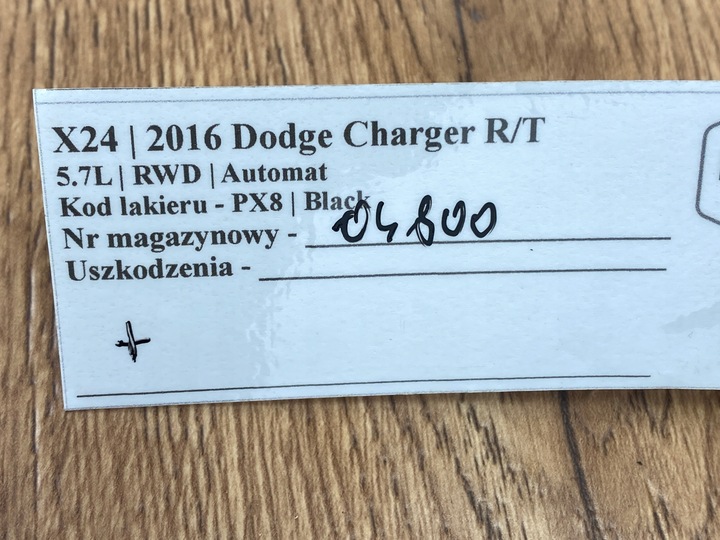 X24 | 2016 Dodge Charger R/T
5.7L | RWD | Automat
Kod lakieru - PX8 | Black
Nr magazynowy - 04800
Uszkodzenia -
+